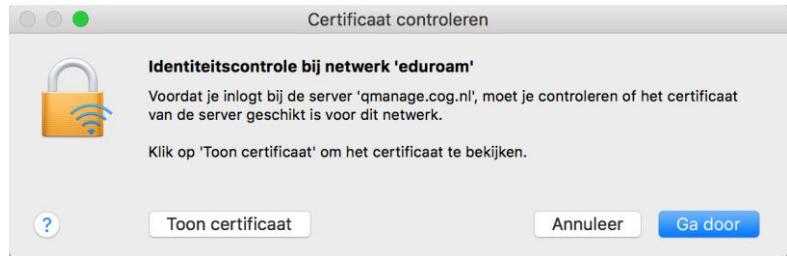 Certificaat controleren
Identiteitscontrole bij netwerk 'eduroam'
Voordat je inlogt bij de server 'qmanage.cog.nl', moet je controleren of het certificaat
van de server geschikt is voor dit netwerk.
Klik op 'Toon certificaat' om het certificaat te bekijken.
? Toon certificaat Annuleer Ga door